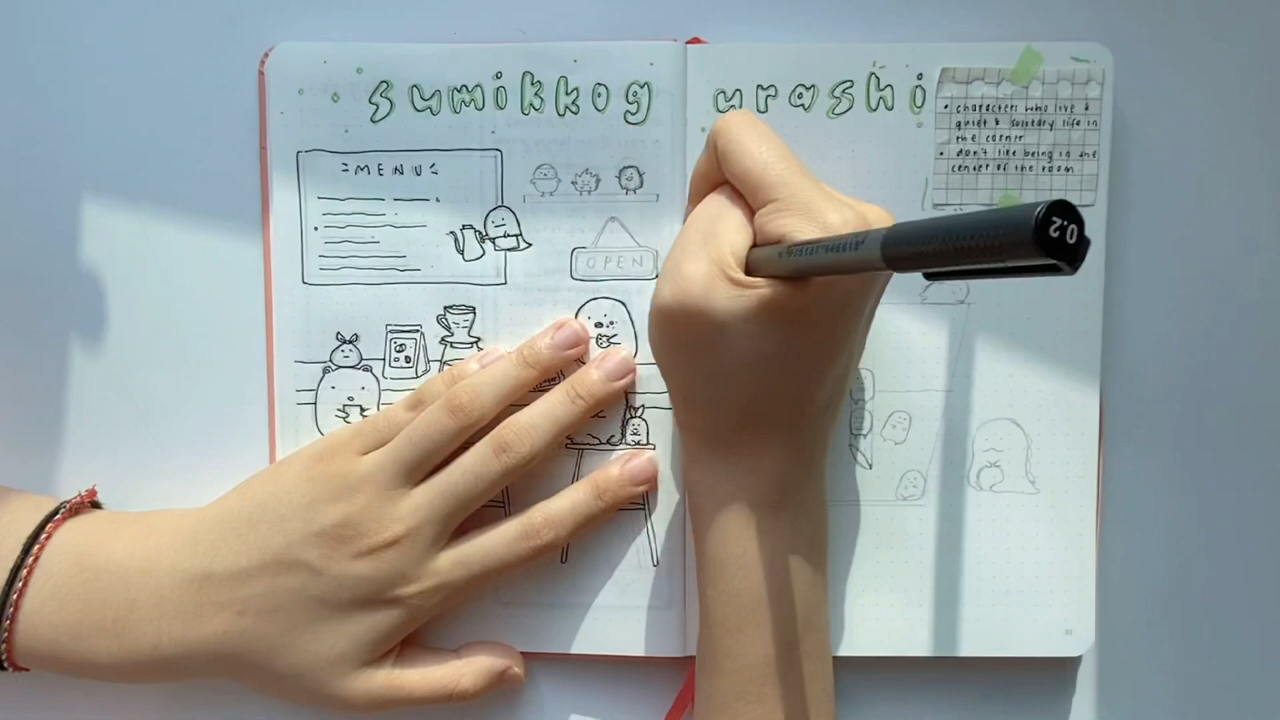 sumikkog urashi
• characters who live a
quiet & solitary life in
the corner
• don't like being in the
center of the room
MENU
OPEN
0.2